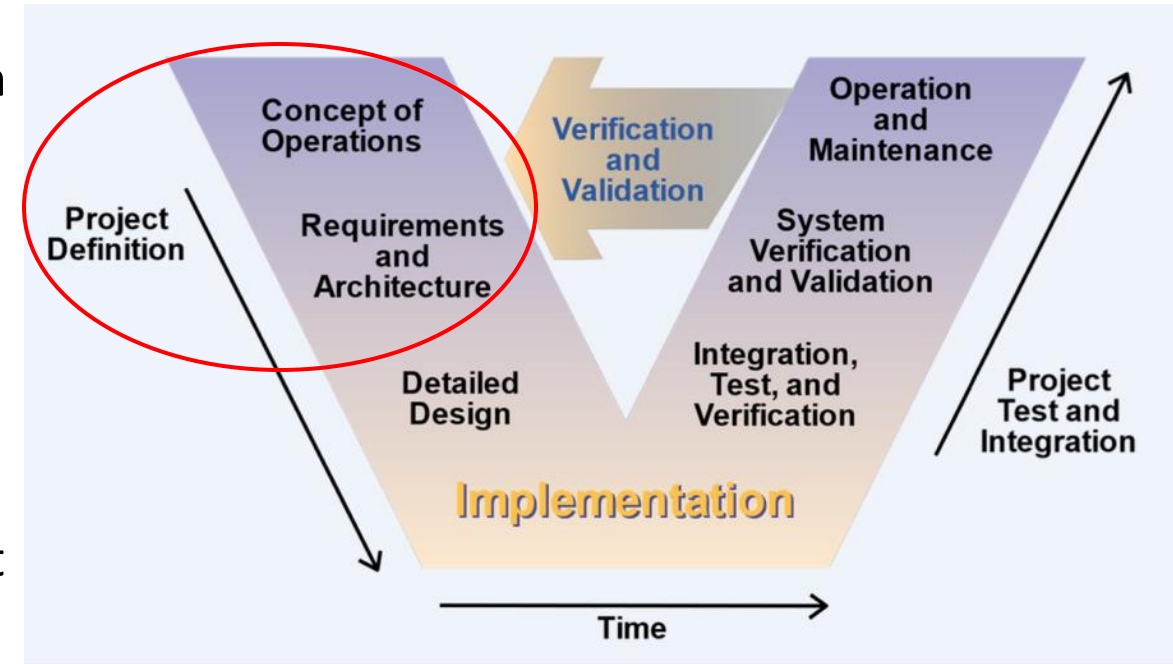 Concept of
Operations
Project
Definition
Requirements
and
Architecture
Detailed
Design
Verification
and
Validation
Operation
and
Maintenance
System
Verification
and Validation
Integration,
Test, and
Verification
Project
Test and
Integration
Implementation
Time